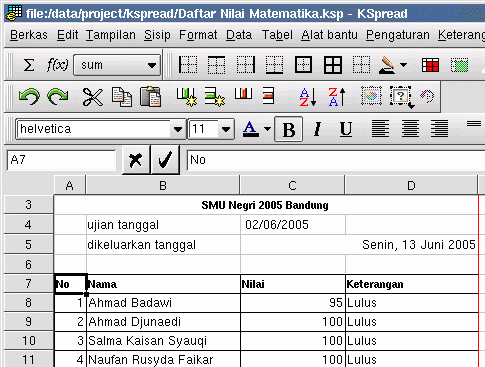 file:/data/project/kspread/Daftar Nilai Matematika.ksp - KSpread
Berkas Edit Tampilan Sisip Format Data Tabel Alat bantu Pengaturan Keterang
Σ f(x) sum
A Z Z A
helvetica 11 A B I U
A7 No
A B C D
3 SMU Negri 2005 Bandung
4 ujian tanggal 02/06/2005
5 dikeluarkan tanggal Senin, 13 Juni 2005
6
7 No Nama Nilai Keterangan
8 1 Ahmad Badawi 95 Lulus
9 2 Ahmad Djunaedi 100 Lulus
10 3 Salma Kaisan Syauqi 100 Lulus
11 4 Naufan Rusyda Faikar 100 Lulus